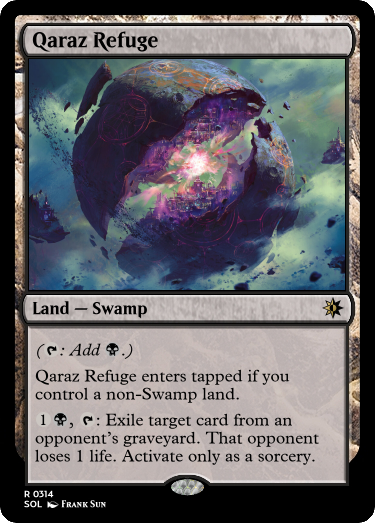 Qaraz Refuge
Land — Swamp
(: Add .)
Qaraz Refuge enters tapped if you
control a non-Swamp land.
1 , : Exile target card from an
opponent's graveyard. That opponent
loses 1 life. Activate only as a sorcery.
R 0314
SOL Frank Sun